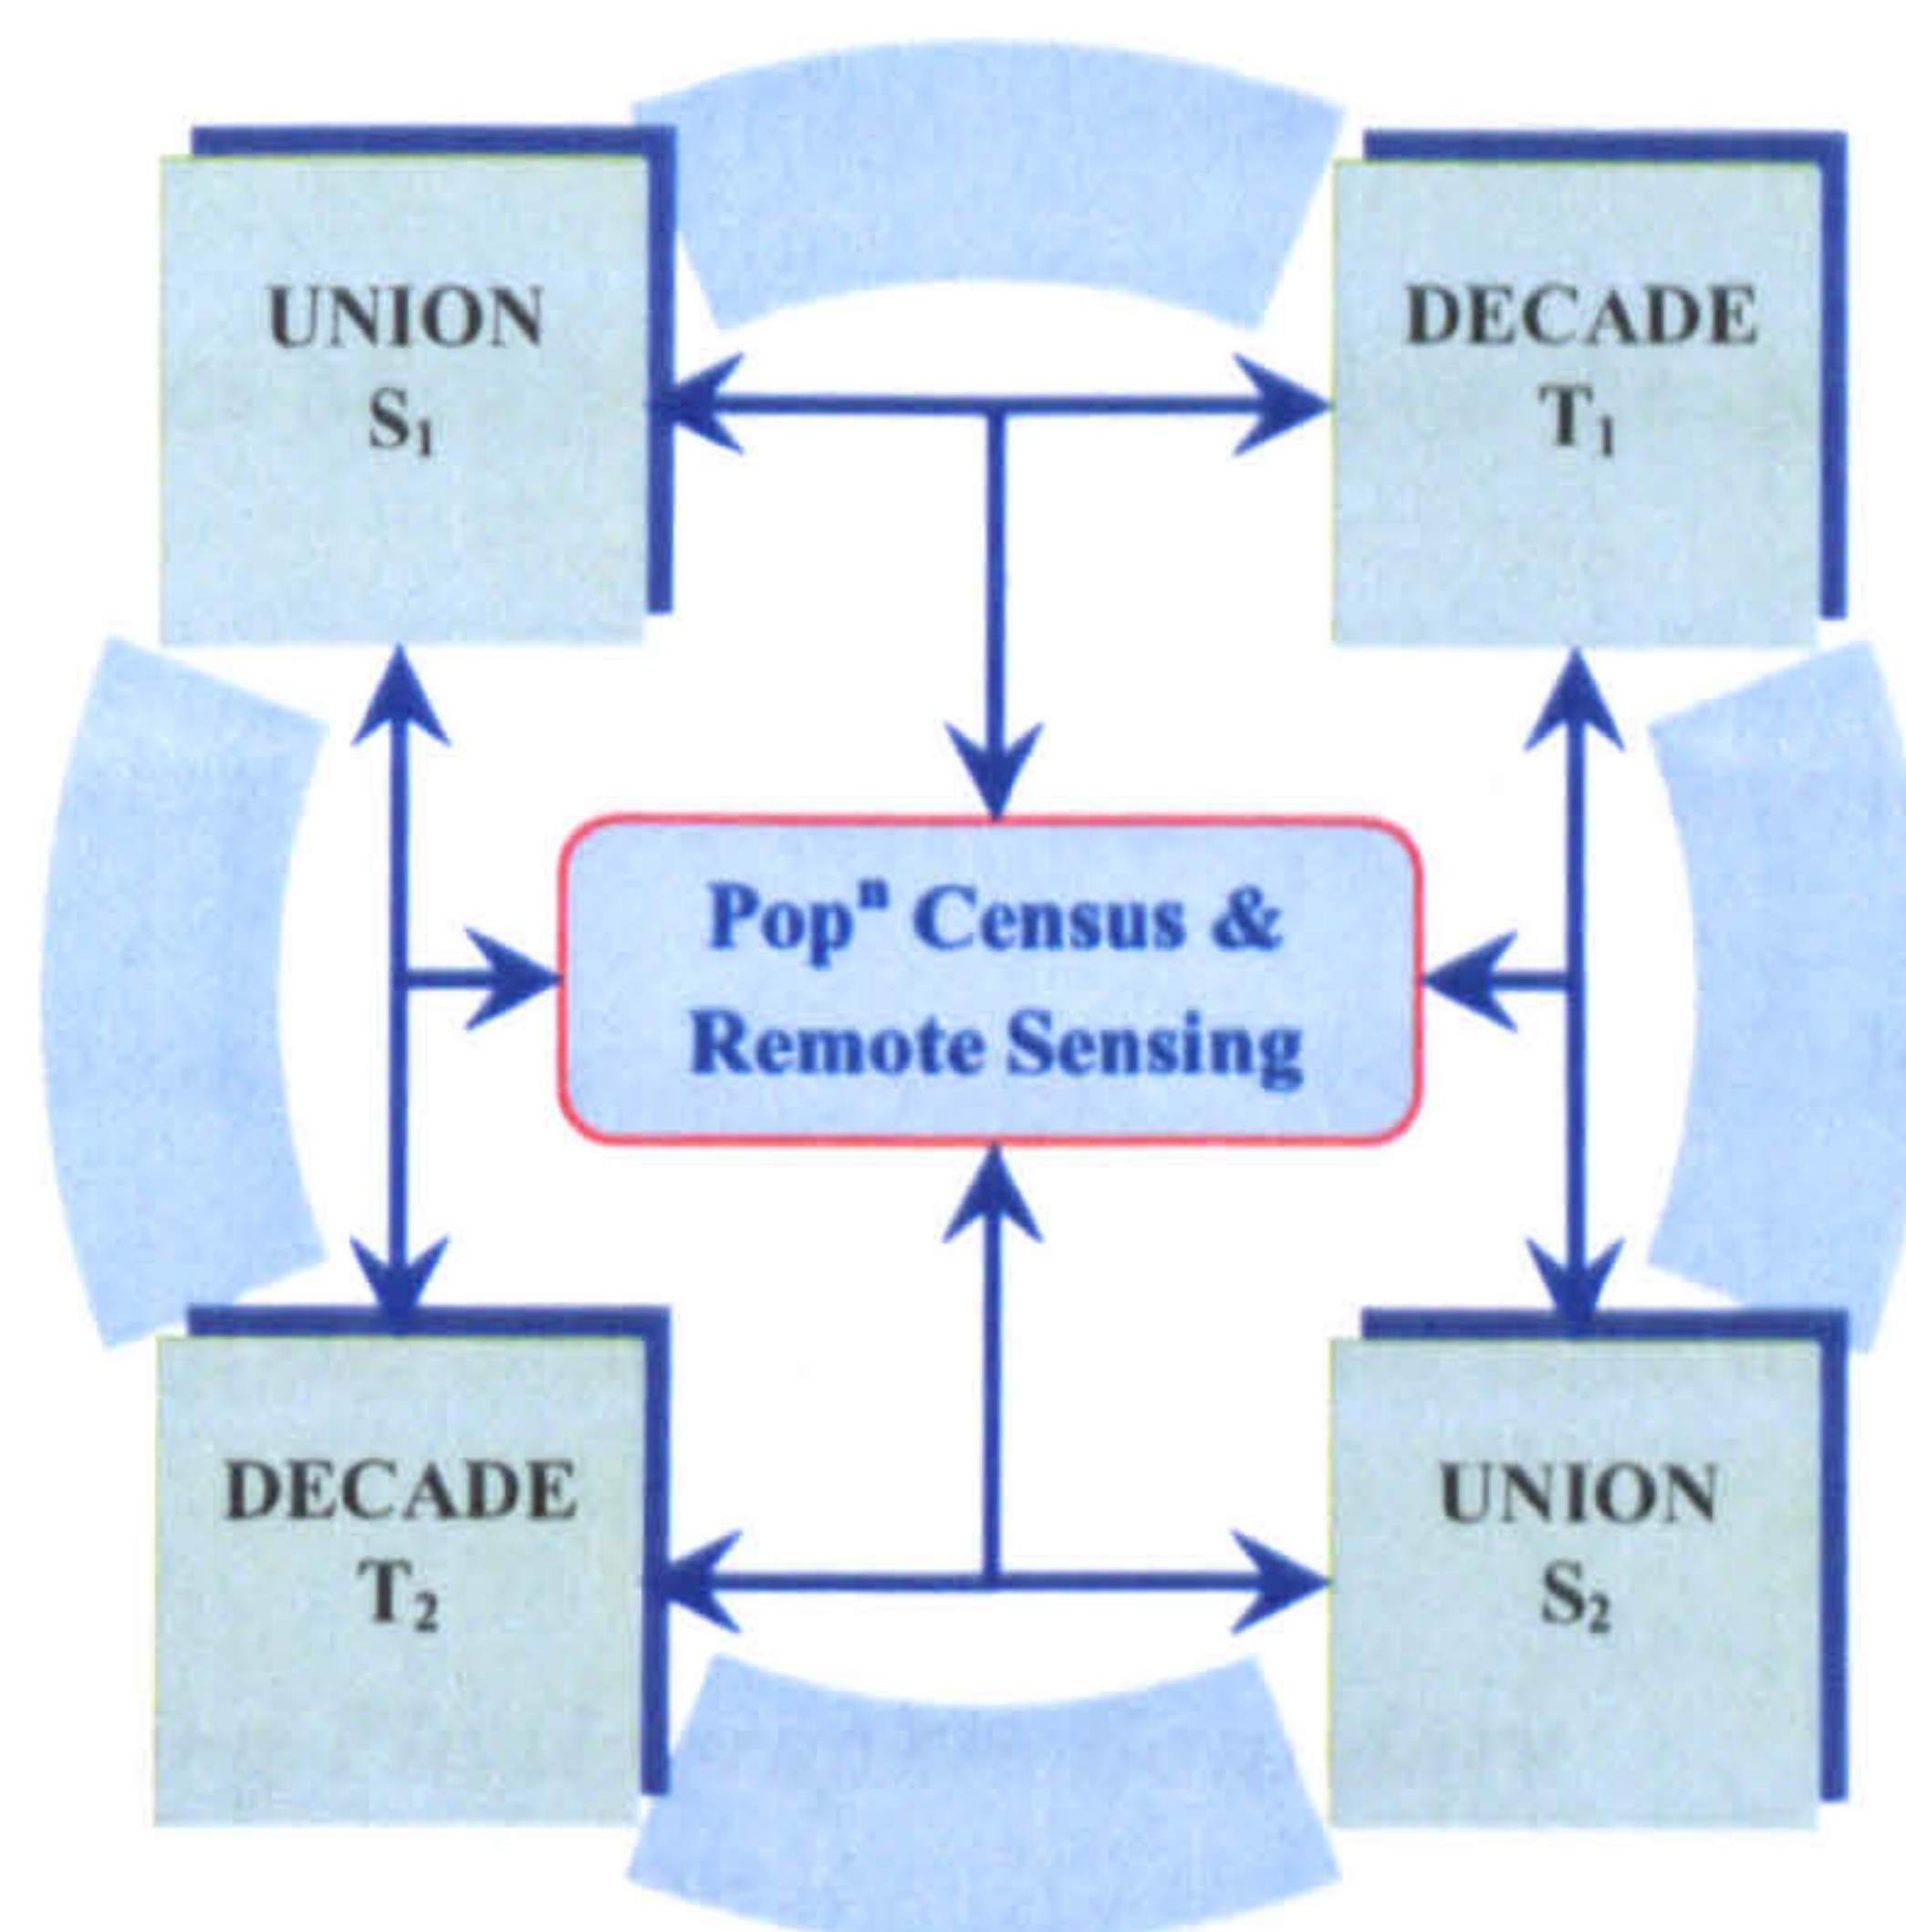 UNION
S₁
DECADE
T₁
Popⁿ Census &
Remote Sensing
DECADE
T₂
UNION
S₂